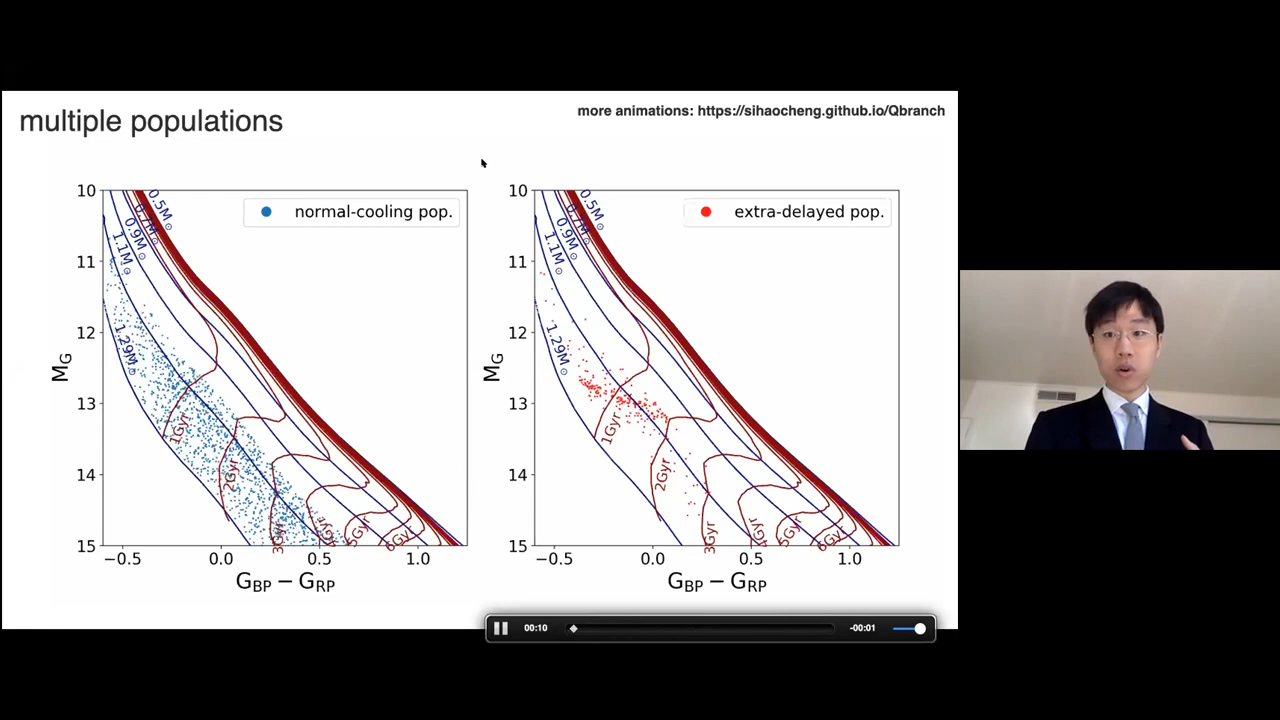 multiple populations
more animations: https://sihaocheng.github.io/Qbranch
normal-cooling pop.
0.5M⊙
0.7M⊙
0.9M⊙
1.1M⊙
1.29M⊙
1Gyr
2Gyr
3Gyr
4Gyr
5Gyr
6Gyr
10
11
12
13
14
15
M_G
−0.5
0.0
0.5
1.0
G_BP − G_RP
extra-delayed pop.
0.5M⊙
0.7M⊙
0.9M⊙
1.1M⊙
1.29M⊙
1Gyr
2Gyr
3Gyr
4Gyr
5Gyr
6Gyr
10
11
12
13
14
15
M_G
−0.5
0.0
0.5
1.0
G_BP − G_RP
00:10
-00:01